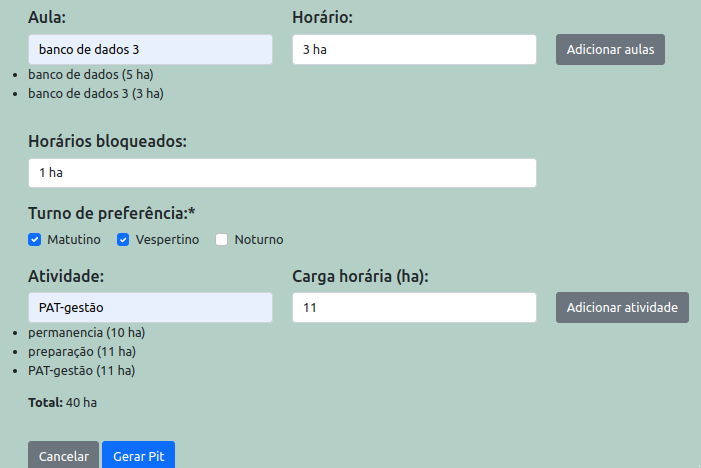 Aula: Horário:
banco de dados 3 3 ha Adicionar aulas
banco de dados (5 ha)
banco de dados 3 (3 ha)
Horários bloqueados:
1 ha
Turno de preferência:*
Matutino Vespertino Noturno
Atividade: Carga horária (ha):
PAT-gestão 11 Adicionar atividade
permanencia (10 ha)
preparação (11 ha)
PAT-gestão (11 ha)
Total: 40 ha
Cancelar Gerar Pit